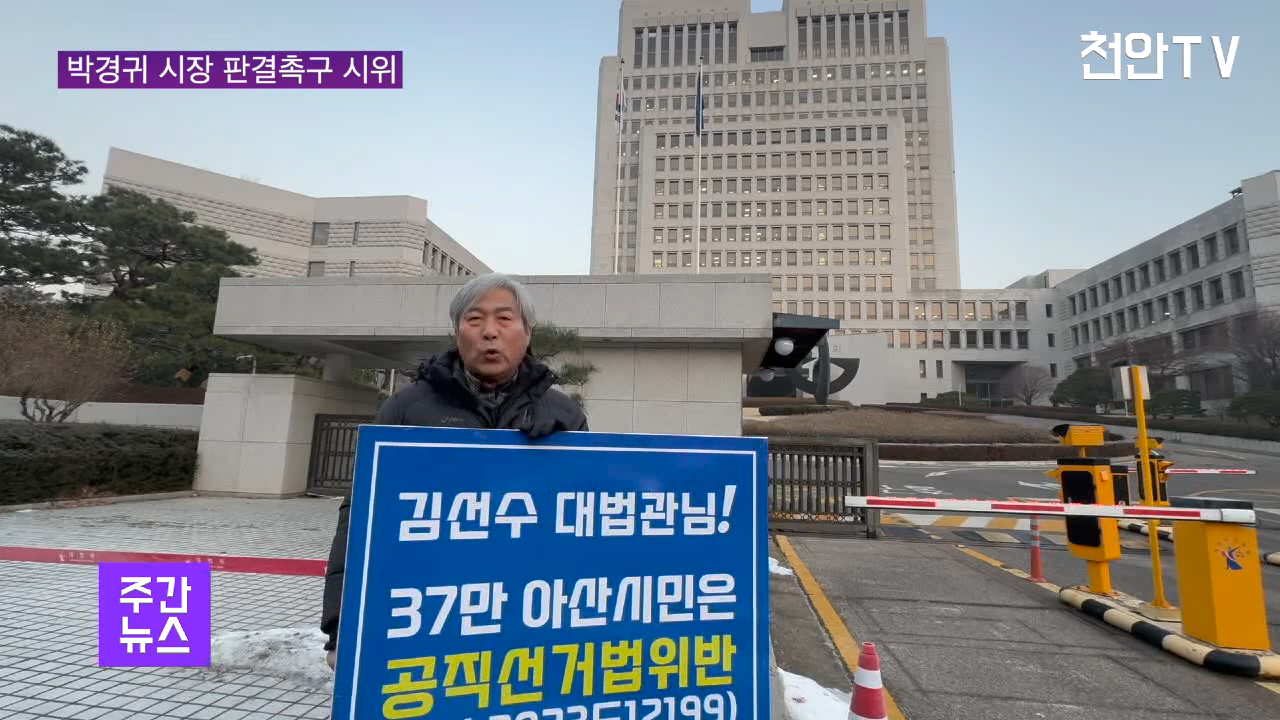 박경귀 시장 판결촉구 시위
천안TV
김선수 대법관님!
37만 아산시민은
공직선거법위반
주간
뉴스